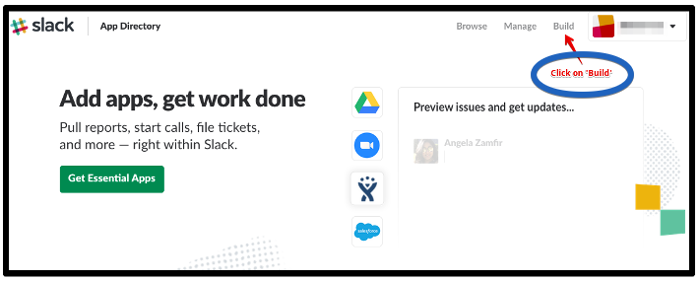 slack
App Directory
Browse
Manage
Build
Click on "Build"
Add apps, get work done
Pull reports, start calls, file tickets,
and more — right within Slack.
Get Essential Apps
salesforce
Preview issues and get updates...
Angela Zamfir